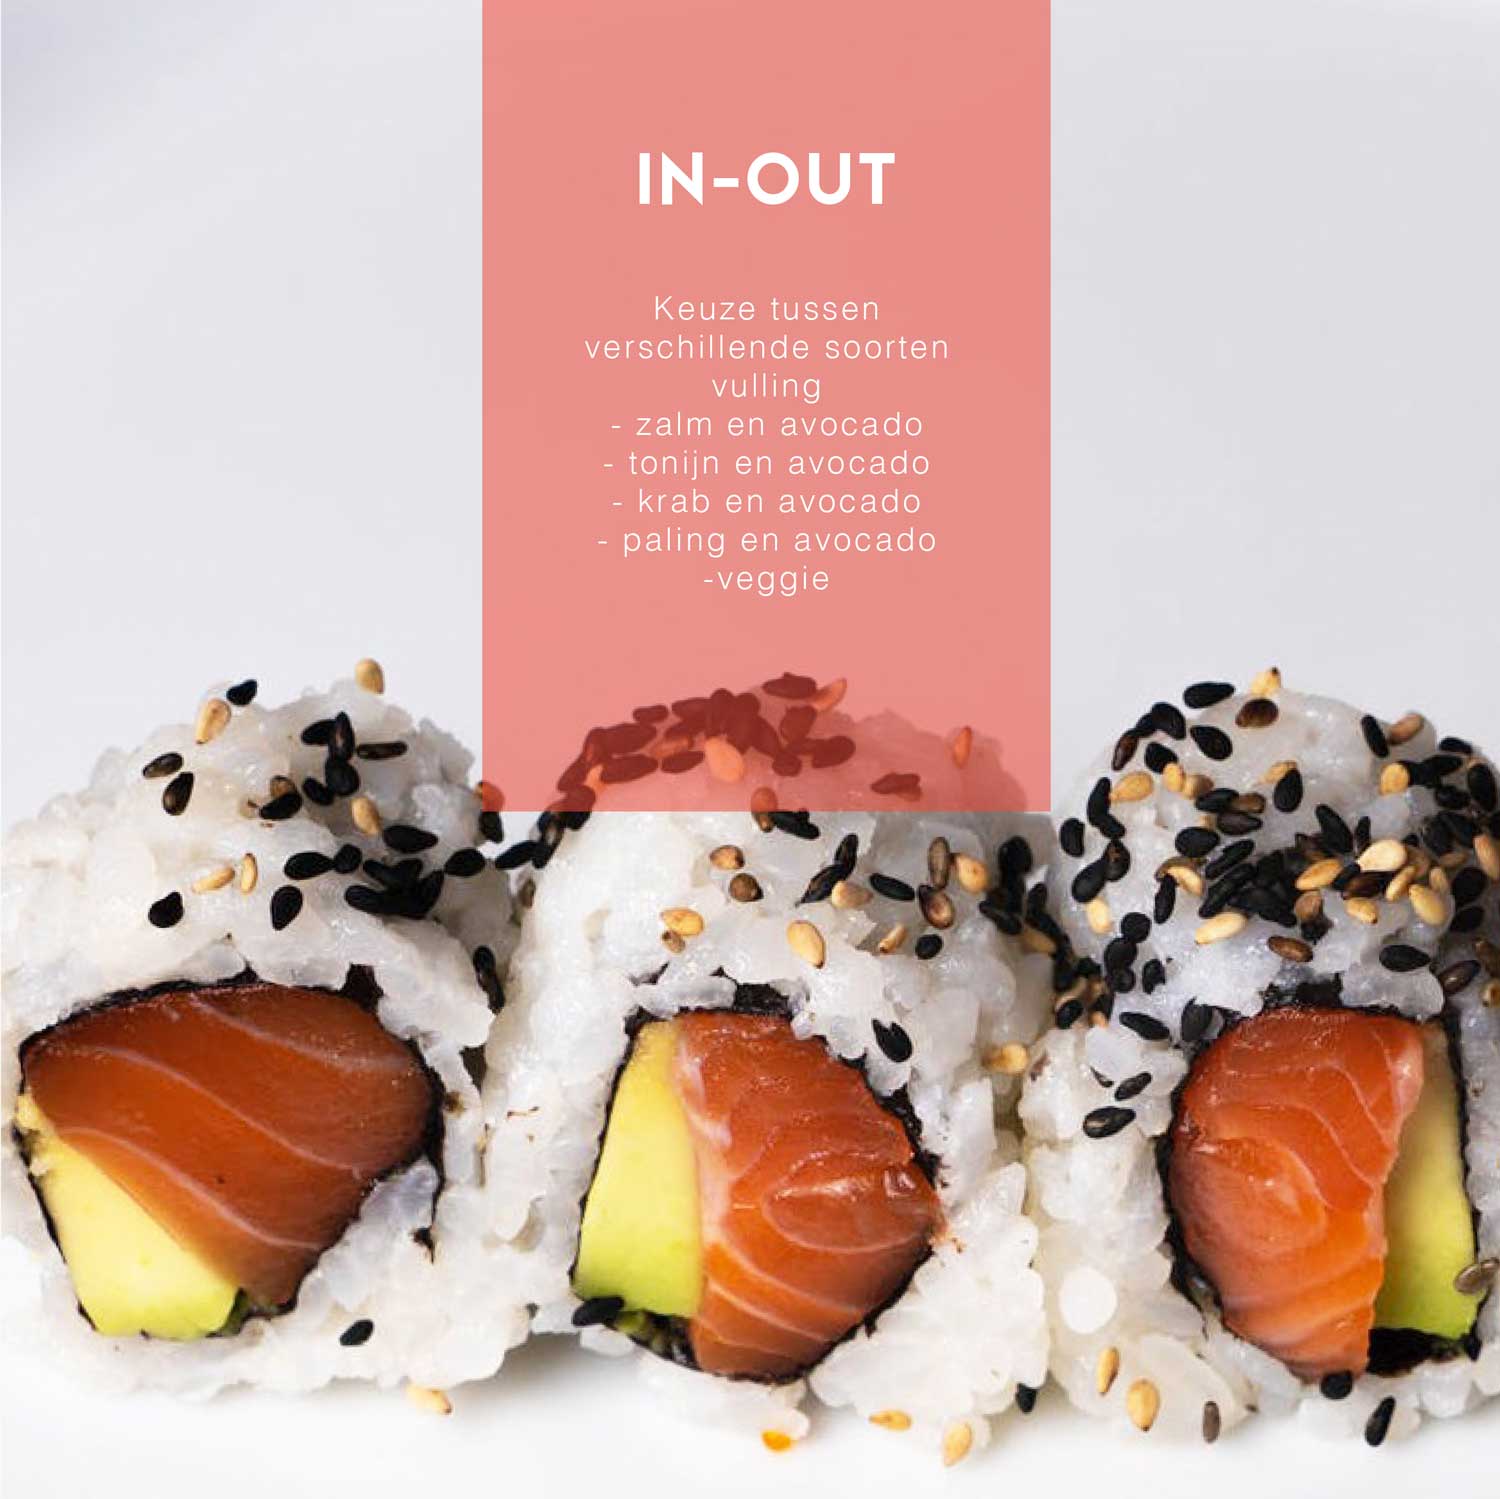 IN-OUT
Keuze tussen
verschillende soorten
vulling
- zalm en avocado
- tonijn en avocado
- krab en avocado
- paling en avocado
-veggie